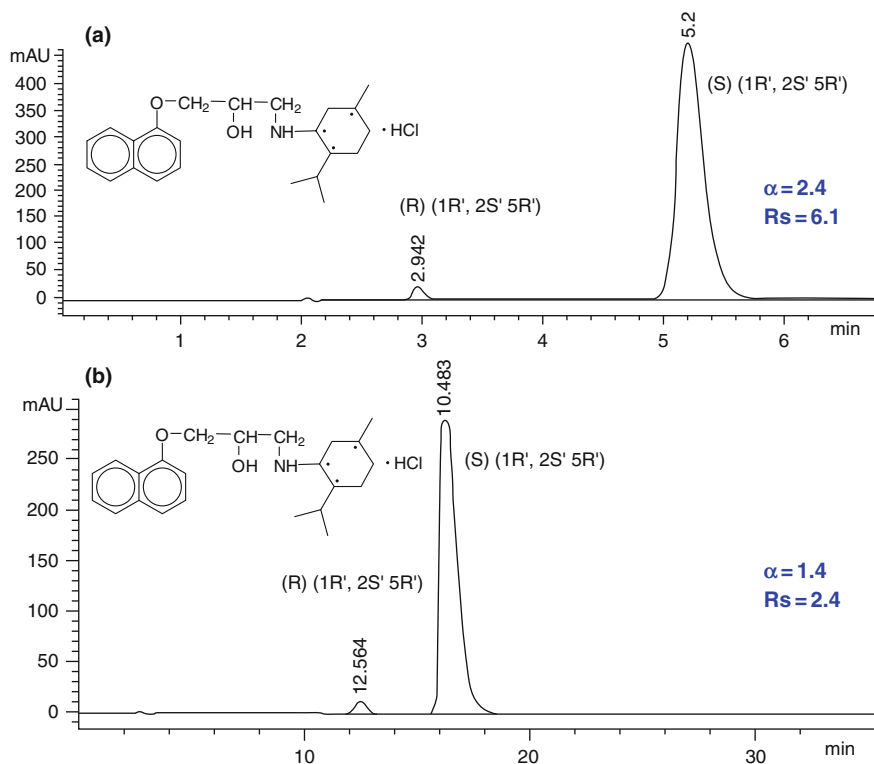 (a)
mAU
400
350
300
250
200
150
100
50
0
O CH2 CH CH2
OH NH • HCl
(R) (1R', 2S' 5R')
2.942
5.2
(S) (1R', 2S' 5R')
α = 2.4
Rs = 6.1
1 2 3 4 5 6 min
(b)
mAU
250
200
150
100
50
0
O CH2 CH CH2
OH NH • HCl
(R) (1R', 2S' 5R')
12.564
10.483
(S) (1R', 2S' 5R')
α = 1.4
Rs = 2.4
10 20 30 min